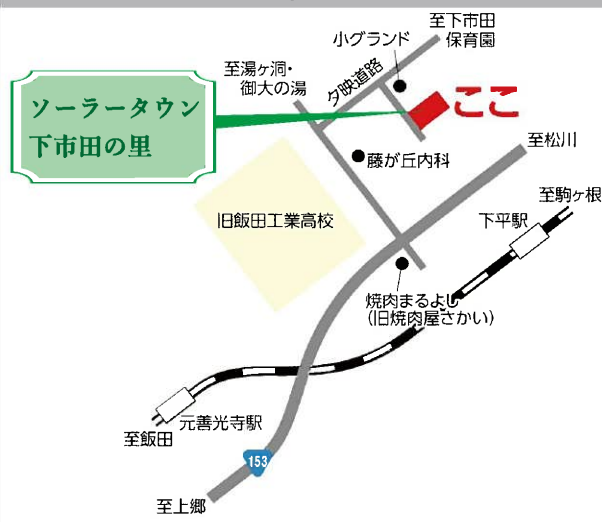 至下市田
保育園
小グランド
至湯ヶ洞・
御大の湯
夕映道路
ソーラータウン
下市田の里
ここ
至松川
藤が丘内科
至駒ヶ根
旧飯田工業高校
下平駅
焼肉まるよし
(旧焼肉屋さかい)
元善光寺駅
至飯田
153
至上郷